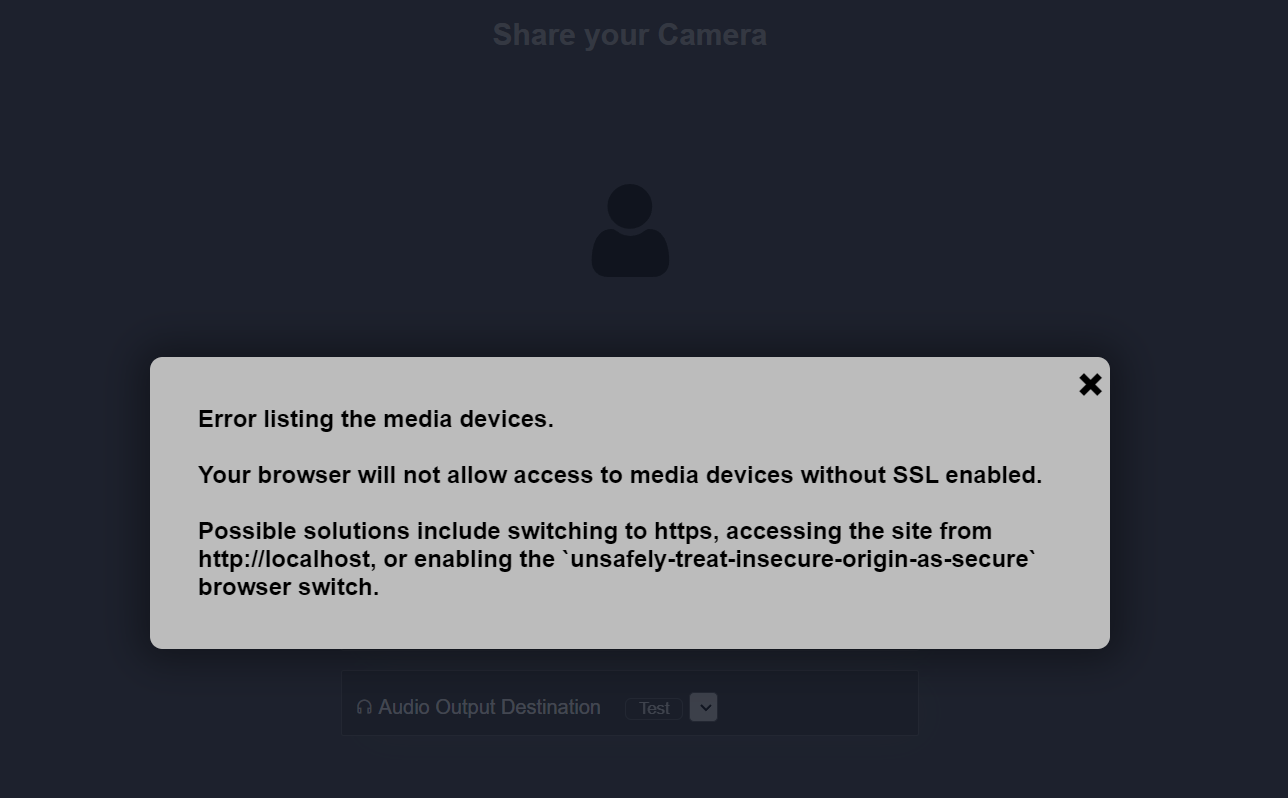 Share your Camera
Error listing the media devices.
Your browser will not allow access to media devices without SSL enabled.
Possible solutions include switching to https, accessing the site from
http://localhost, or enabling the `unsafely-treat-insecure-origin-as-secure`
browser switch.
Audio Output Destination Test